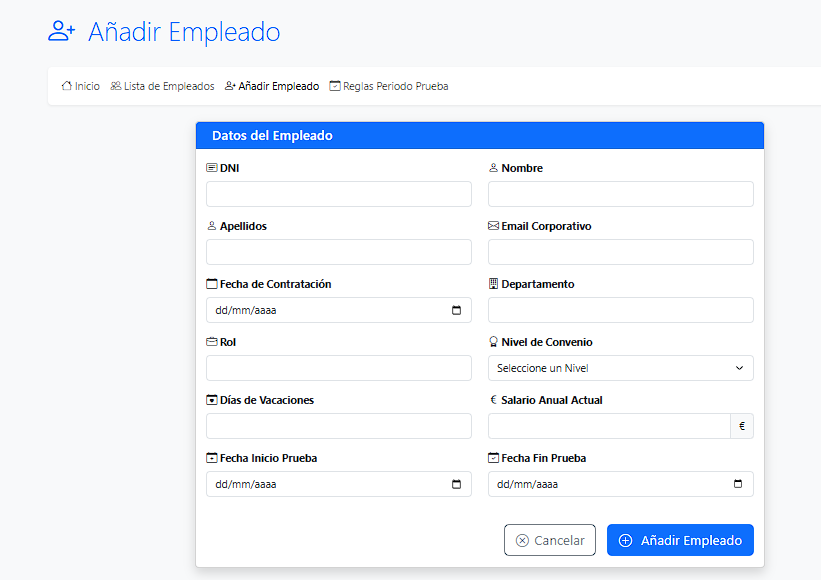 Añadir Empleado
Inicio Lista de Empleados Añadir Empleado Reglas Periodo Prueba
Datos del Empleado
DNI Nombre
Apellidos Email Corporativo
Fecha de Contratación Departamento
dd/mm/aaaa
Rol Nivel de Convenio
Seleccione un Nivel
Días de Vacaciones € Salario Anual Actual
€
Fecha Inicio Prueba Fecha Fin Prueba
dd/mm/aaaa dd/mm/aaaa
Cancelar Añadir Empleado